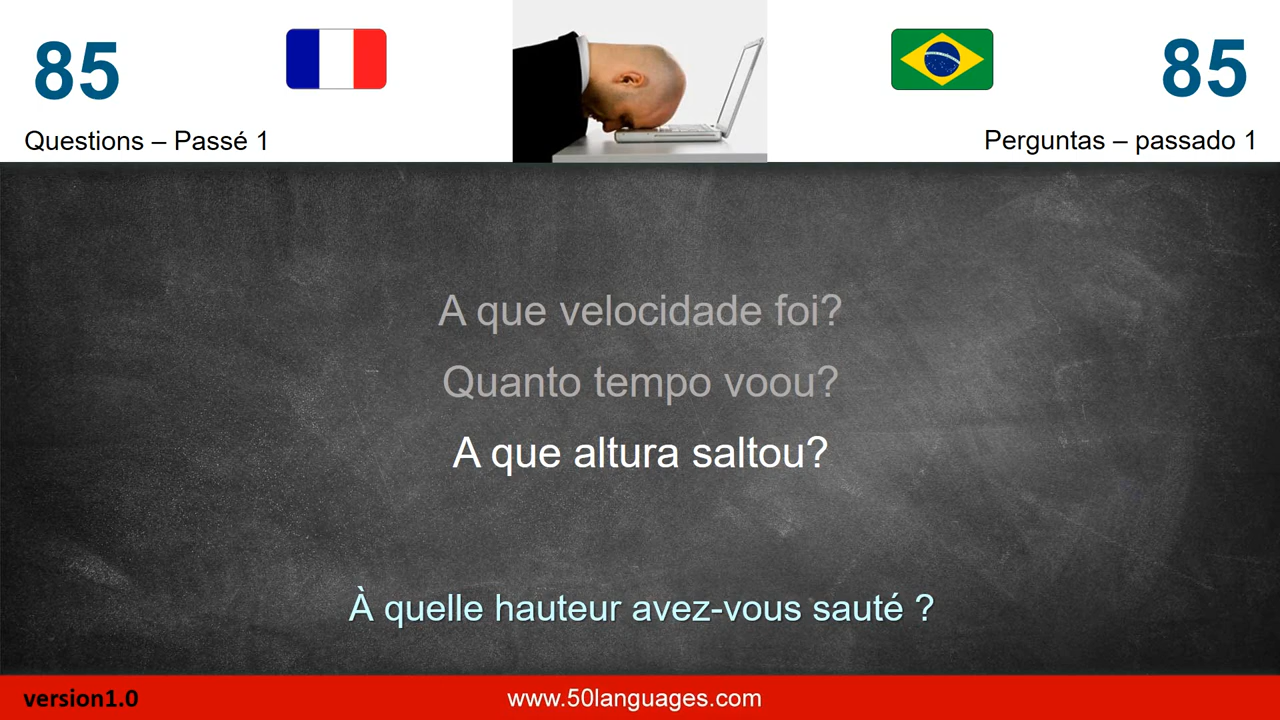 85
85
Questions – Passé 1
Perguntas – passado 1
A que velocidade foi?
Quanto tempo voou?
A que altura saltou?
À quelle hauteur avez-vous sauté ?
version1.0
www.50languages.com